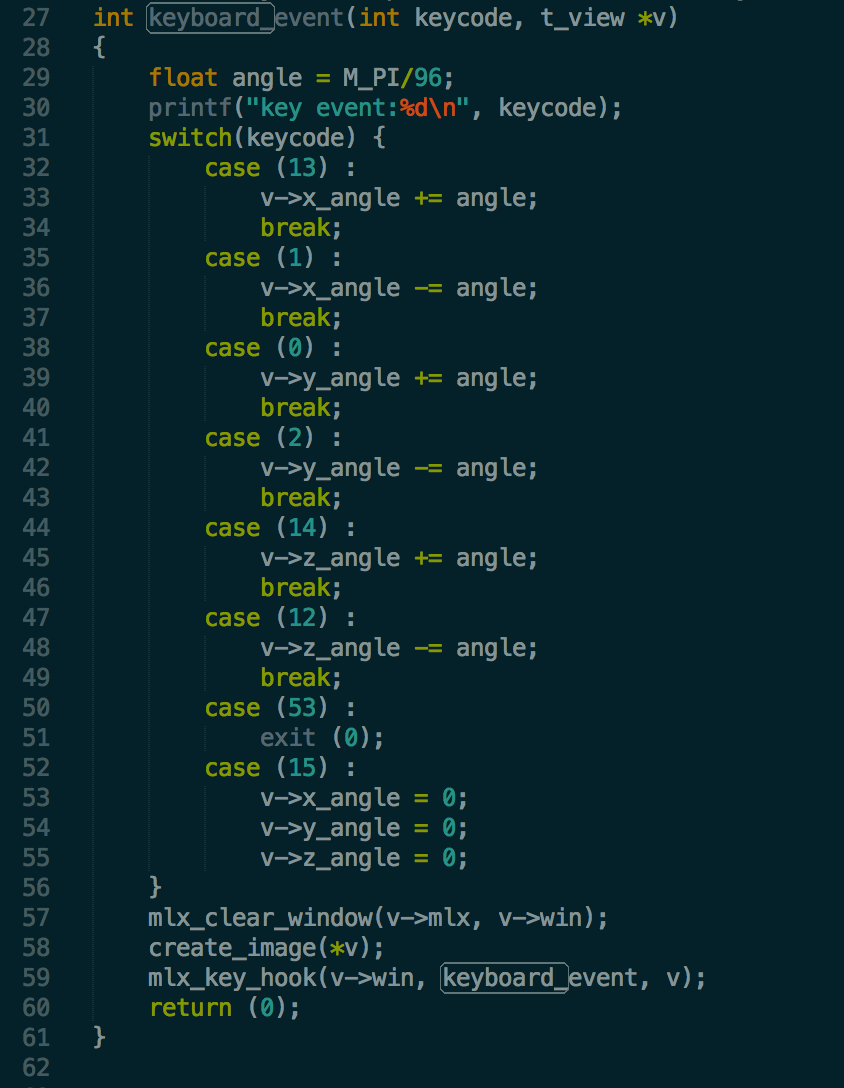 27 int keyboard_event(int keycode, t_view *v)
28 {
29     float angle = M_PI/96;
30     printf("key event:%d\n", keycode);
31     switch(keycode) {
32         case (13) :
33             v->x_angle += angle;
34             break;
35         case (1) :
36             v->x_angle -= angle;
37             break;
38         case (0) :
39             v->y_angle += angle;
40             break;
41         case (2) :
42             v->y_angle -= angle;
43             break;
44         case (14) :
45             v->z_angle += angle;
46             break;
47         case (12) :
48             v->z_angle -= angle;
49             break;
50         case (53) :
51             exit (0);
52         case (15) :
53             v->x_angle = 0;
54             v->y_angle = 0;
55             v->z_angle = 0;
56     }
57     mlx_clear_window(v->mlx, v->win);
58     create_image(*v);
59     mlx_key_hook(v->win, keyboard_event, v);
60     return (0);
61 }
62